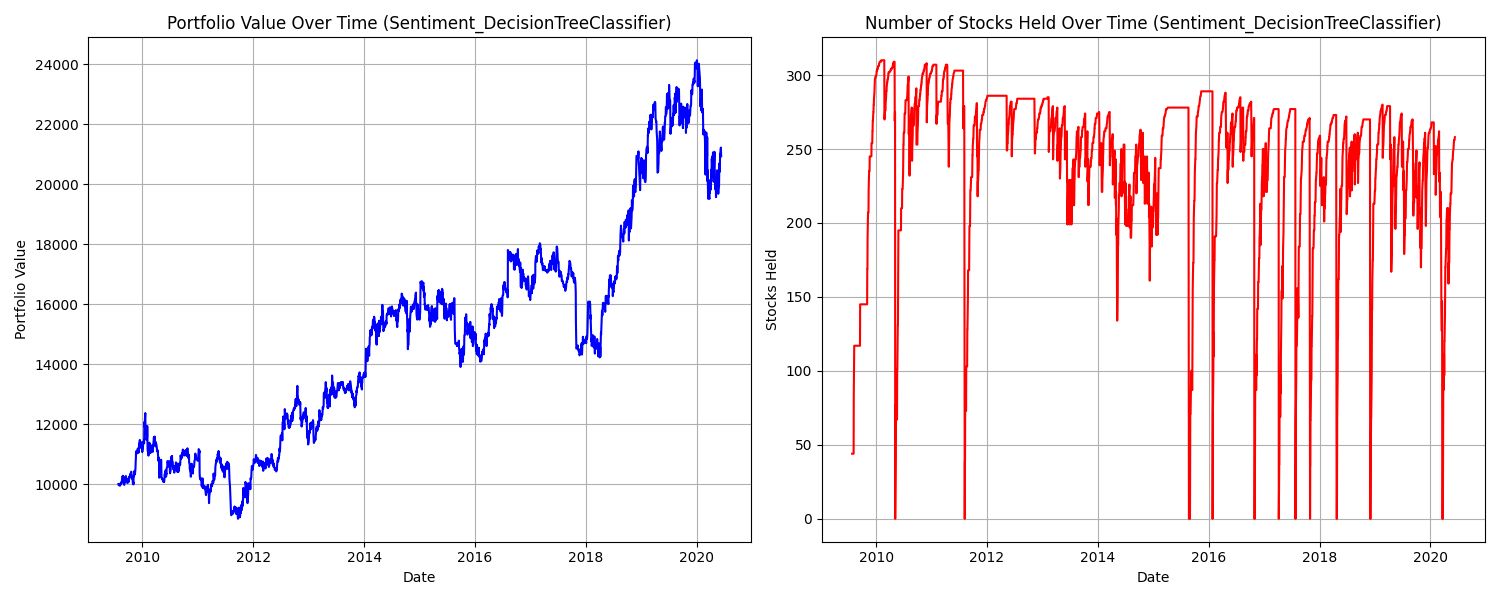 Portfolio Value Over Time (Sentiment_DecisionTreeClassifier)
Portfolio Value
24000
22000
20000
18000
16000
14000
12000
10000
2010 2012 2014 2016 2018 2020
Date
Number of Stocks Held Over Time (Sentiment_DecisionTreeClassifier)
Stocks Held
300
250
200
150
100
50
0
2010 2012 2014 2016 2018 2020
Date